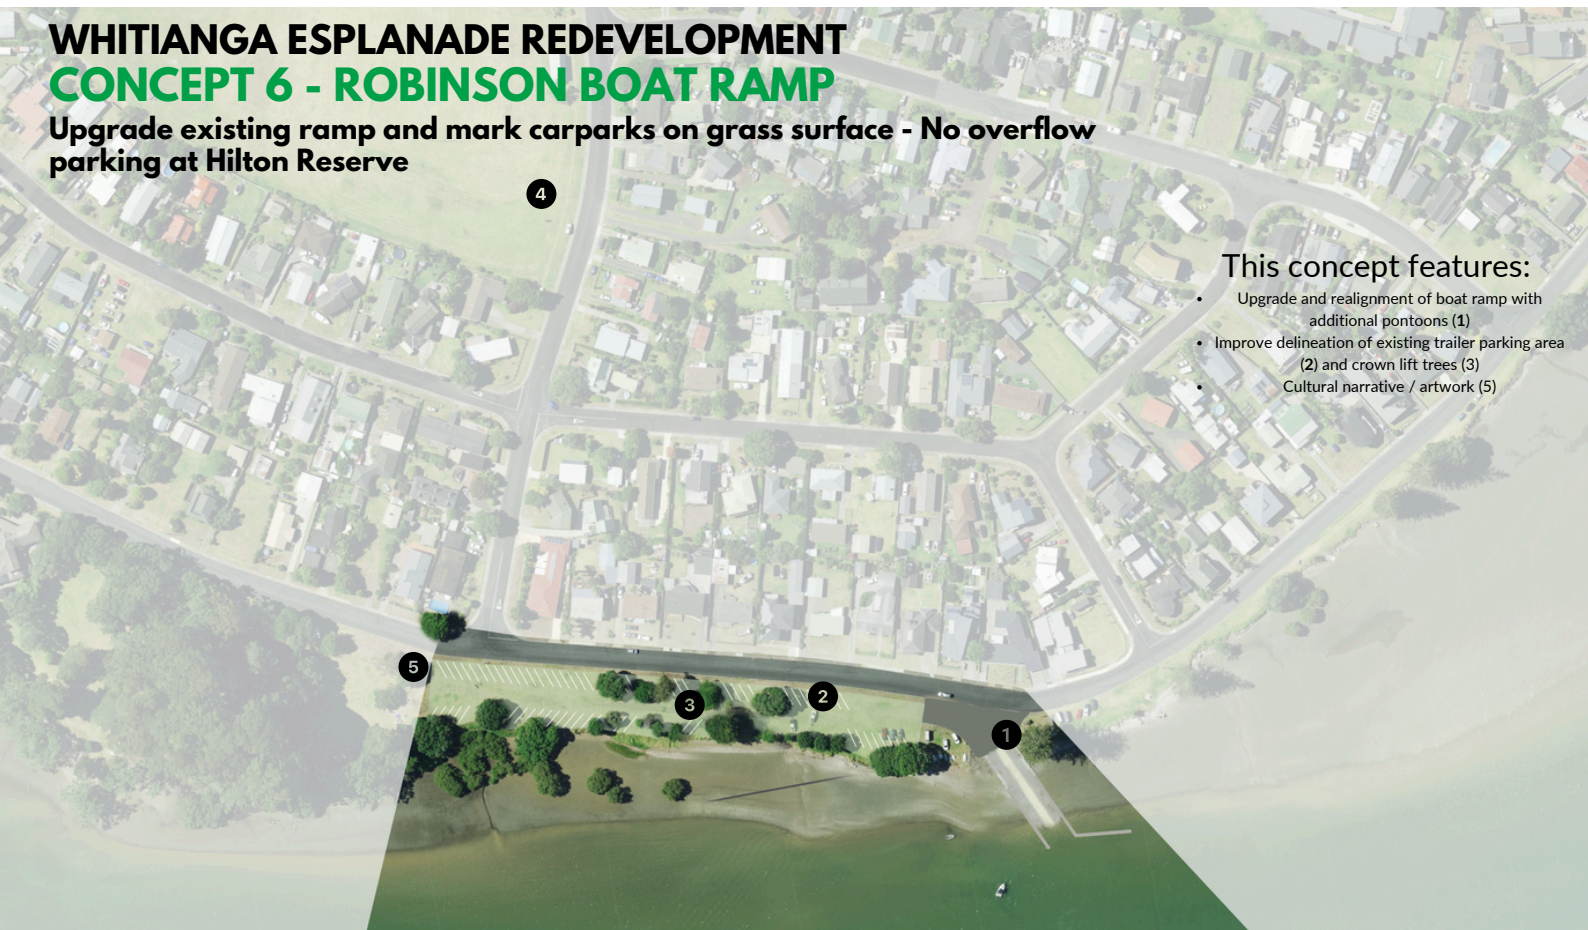 WHITIANGA ESPLANADE REDEVELOPMENT
CONCEPT 6 - ROBINSON BOAT RAMP
Upgrade existing ramp and mark carparks on grass surface - No overflow
parking at Hilton Reserve
4
This concept features:
• Upgrade and realignment of boat ramp with
additional pontoons (1)
• Improve delineation of existing trailer parking area
(2) and crown lift trees (3)
• Cultural narrative / artwork (5)
5
3
2
1